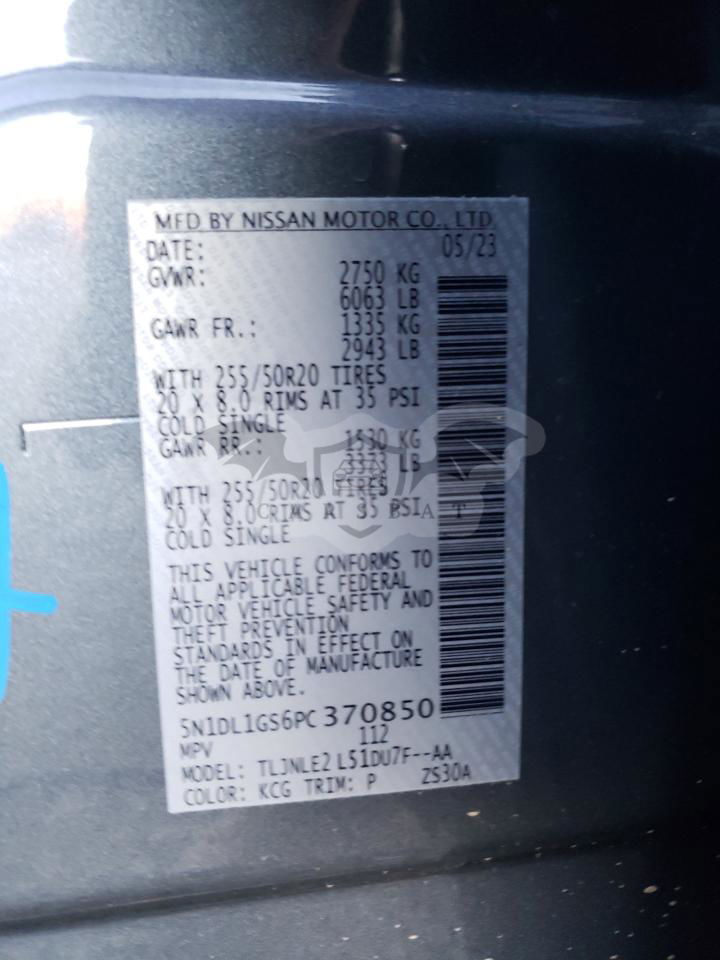 MFD BY NISSAN MOTOR CO., LTD
DATE: 05/23
GVWR: 2750 KG
6063 LB
GAWR FR.: 1335 KG
2943 LB
WITH 255/50R20 TIRES
20 X 8.0 RIMS AT 35 PSI
COLD SINGLE
GAWR RR.: 1530 KG
3373 LB
WITH 255/50R20 TIRES
20 X 8.0 RIMS AT 35 PSI
COLD SINGLE
THIS VEHICLE CONFORMS TO
ALL APPLICABLE FEDERAL
MOTOR VEHICLE SAFETY AND
THEFT PREVENTION
STANDARDS IN EFFECT ON
THE DATE OF MANUFACTURE
SHOWN ABOVE.
5N1DL1GS6PC370850
MPV 112
MODEL: TLJNLE2 L51DU7F--AA
COLOR: KCG TRIM: P ZS30A